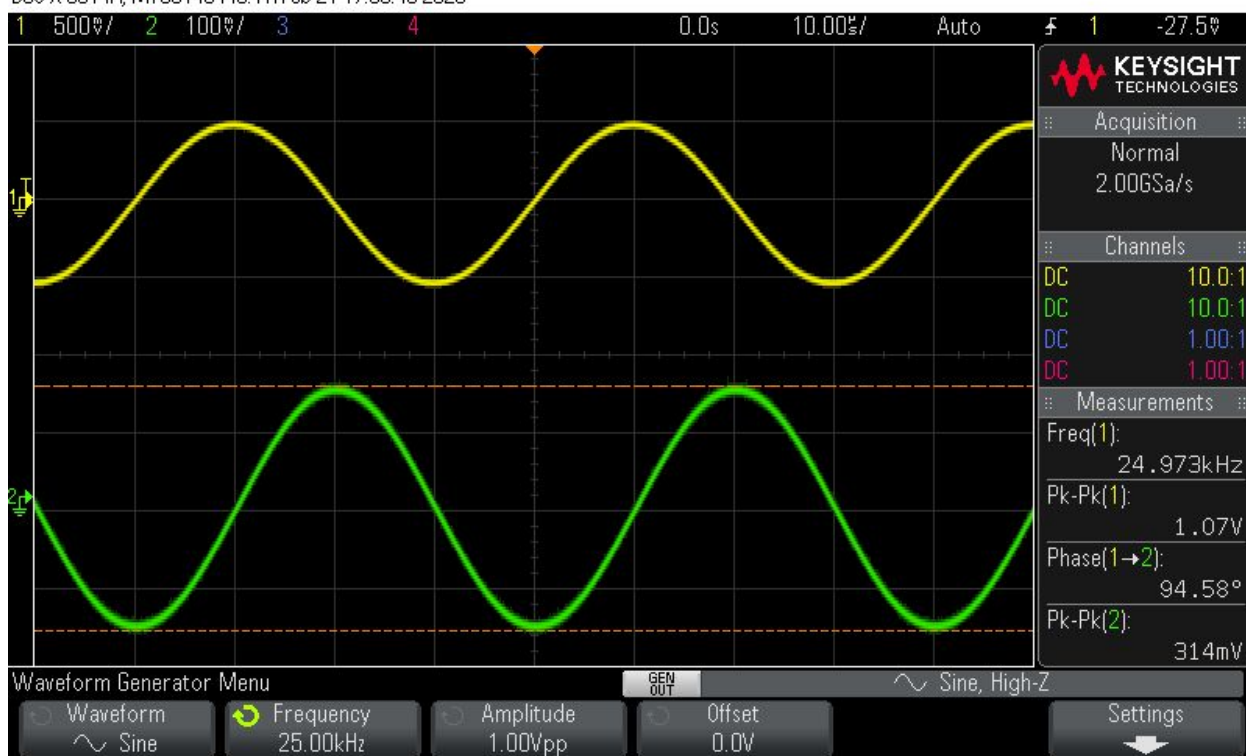 1 500㎷/ 2 100㎷/ 3 4 0.0s 10.00㎲/ Auto 1 -27.5㎷
KEYSIGHT
TECHNOLOGIES
Acquisition
Normal
2.00GSa/s
Channels
DC 10.0:1
DC 10.0:1
DC 1.00:1
DC 1.00:1
Measurements
Freq(1):
24.973kHz
Pk-Pk(1):
1.07V
Phase(1→2):
94.58°
Pk-Pk(2):
314mV
1 T
2
Waveform Generator Menu
GEN
OUT
Sine, High-Z
Waveform
Sine
Frequency
25.00kHz
Amplitude
1.00Vpp
Offset
0.0V
Settings